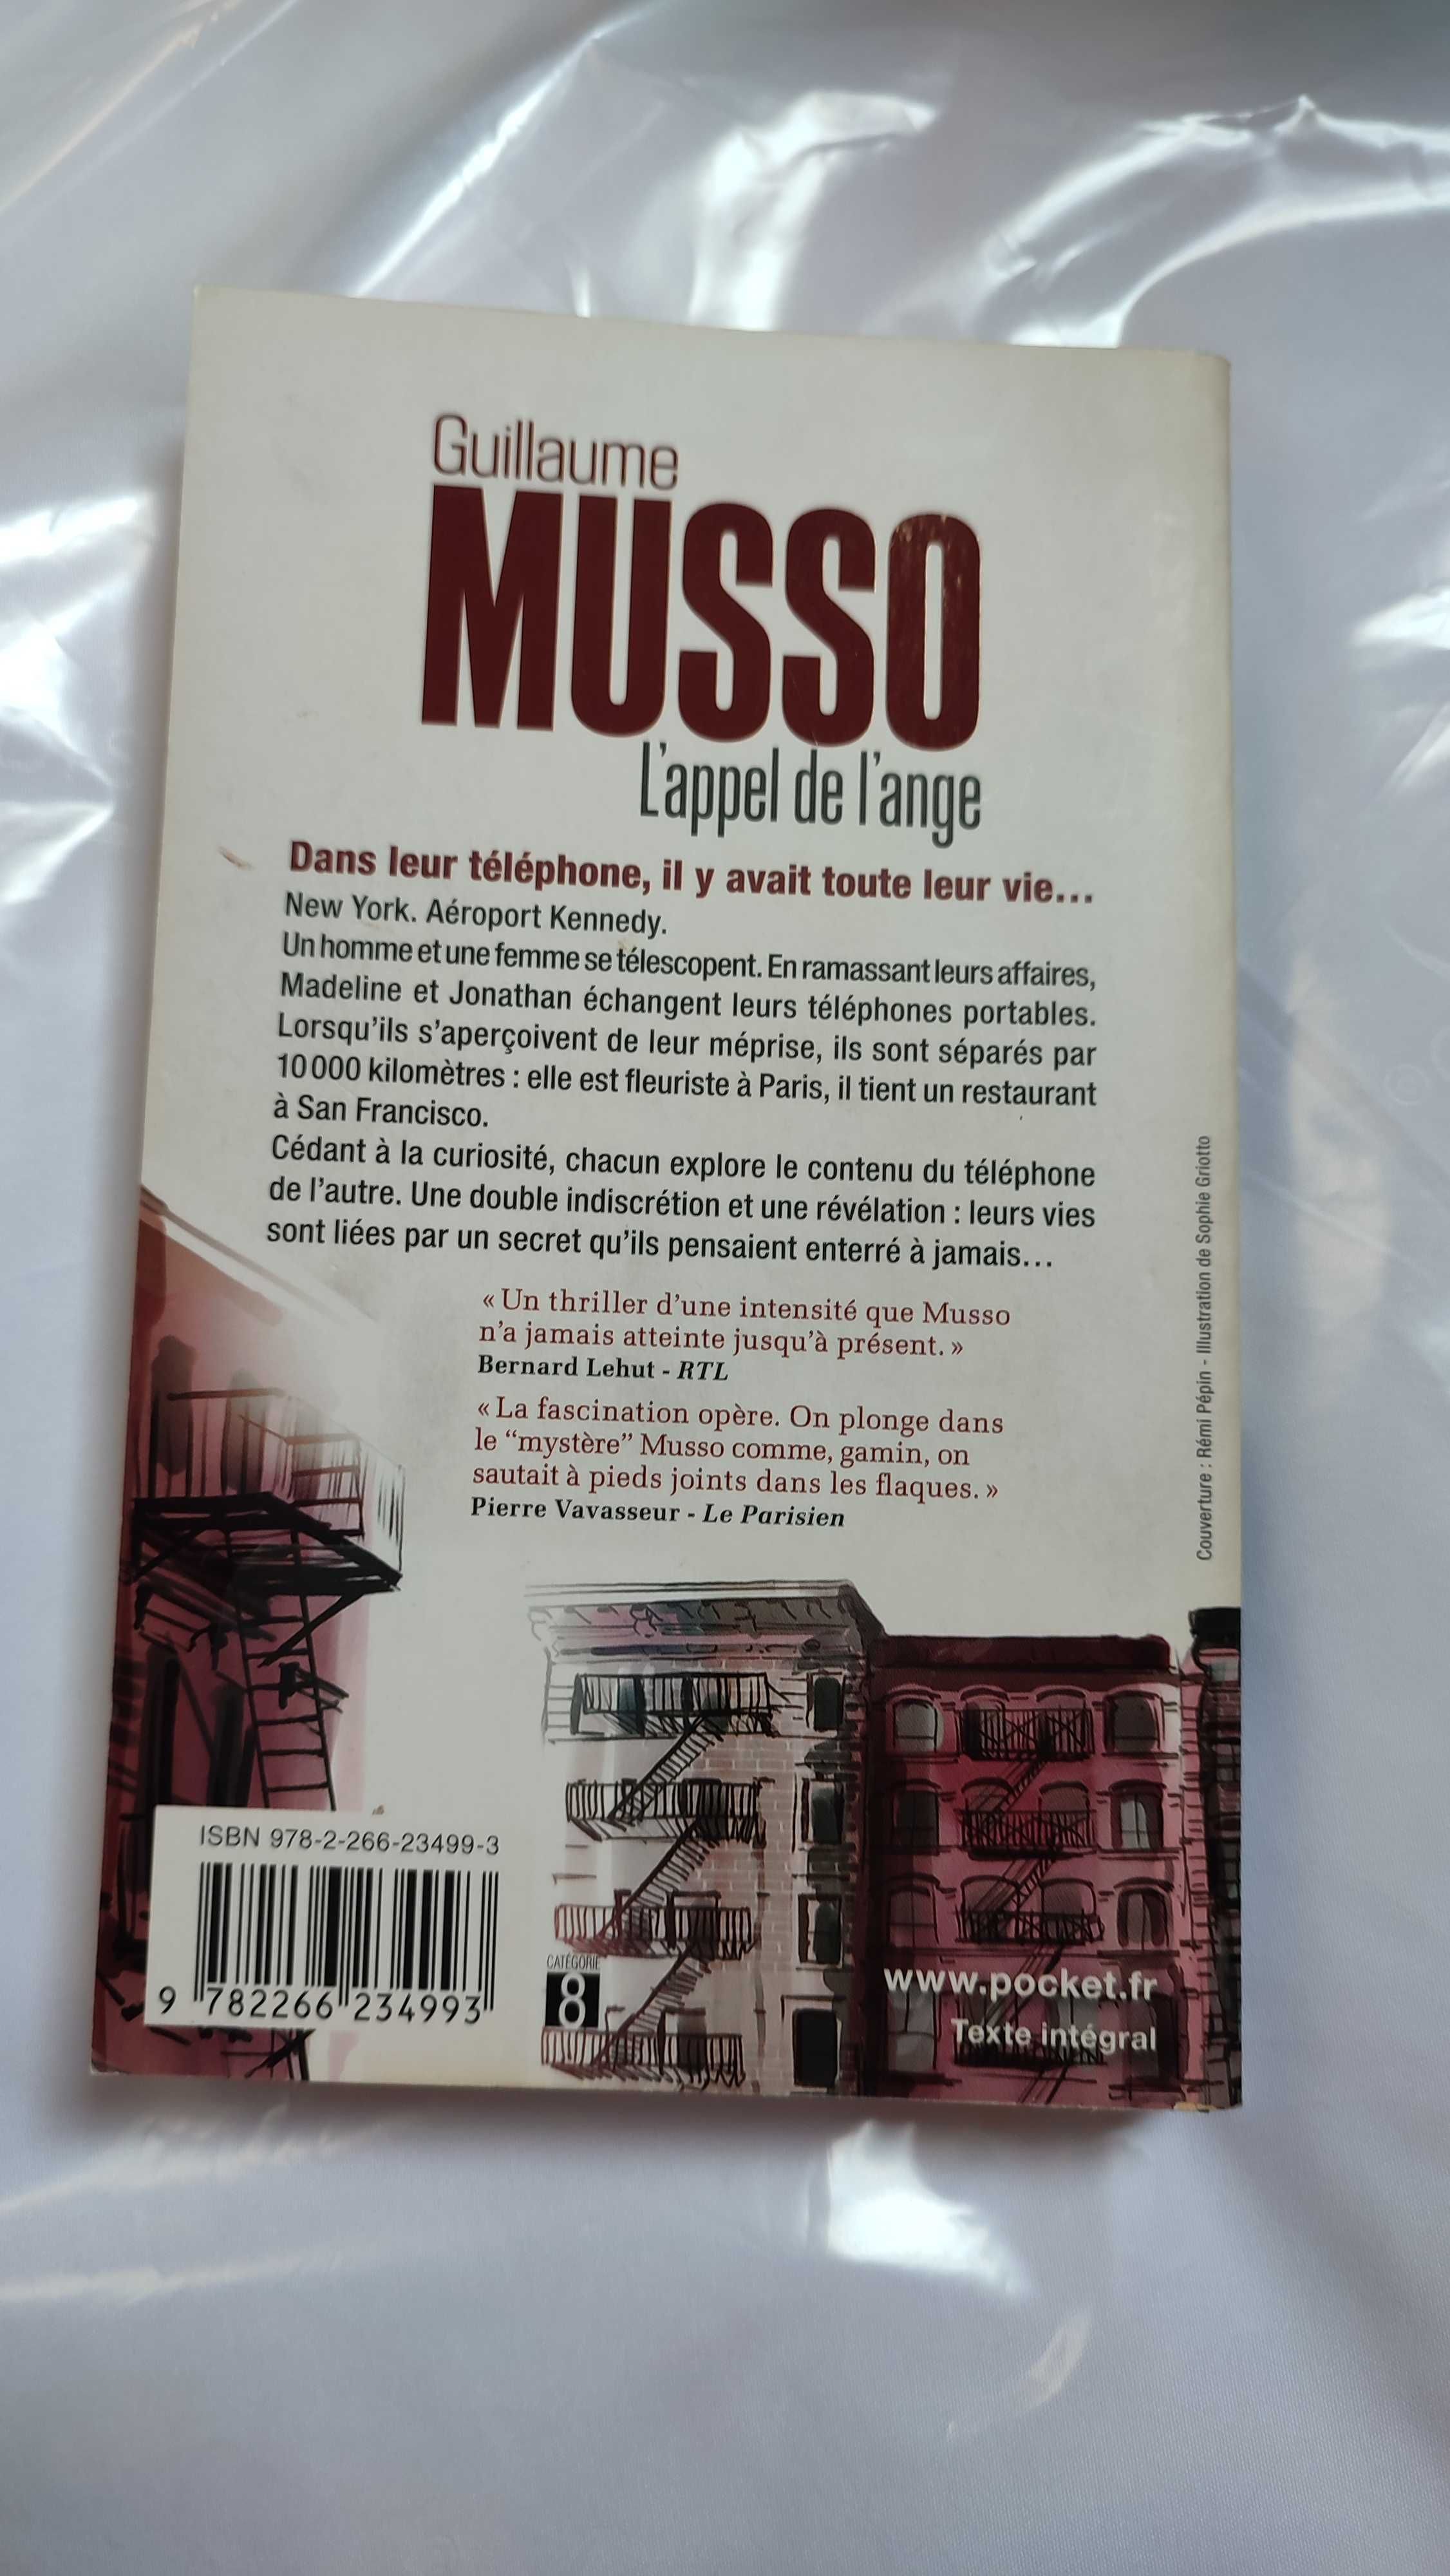 Guillaume
MUSSO
L'appel de l'ange
Dans leur téléphone, il y avait toute leur vie...
New York. Aéroport Kennedy.
Un homme et une femme se télescopent. En ramassant leurs affaires,
Madeline et Jonathan échangent leurs téléphones portables.
Lorsqu'ils s'aperçoivent de leur méprise, ils sont séparés par
10 000 kilomètres : elle est fleuriste à Paris, il tient un restaurant
à San Francisco.
Cédant à la curiosité, chacun explore le contenu du téléphone
de l'autre. Une double indiscrétion et une révélation : leurs vies
sont liées par un secret qu'ils pensaient enterré à jamais...
« Un thriller d'une intensité que Musso
n'a jamais atteinte jusqu'à présent. »
Bernard Lehut - RTL
« La fascination opère. On plonge dans
le “mystère” Musso comme, gamin, on
sautait à pieds joints dans les flaques. »
Pierre Vavasseur - Le Parisien
Couverture : Rémi Pépin - Illustration de Sophie Griotto
ISBN 978-2-266-23499-3
9 782266 234993
CATÉGORIE
8
www.pocket.fr
Texte intégral